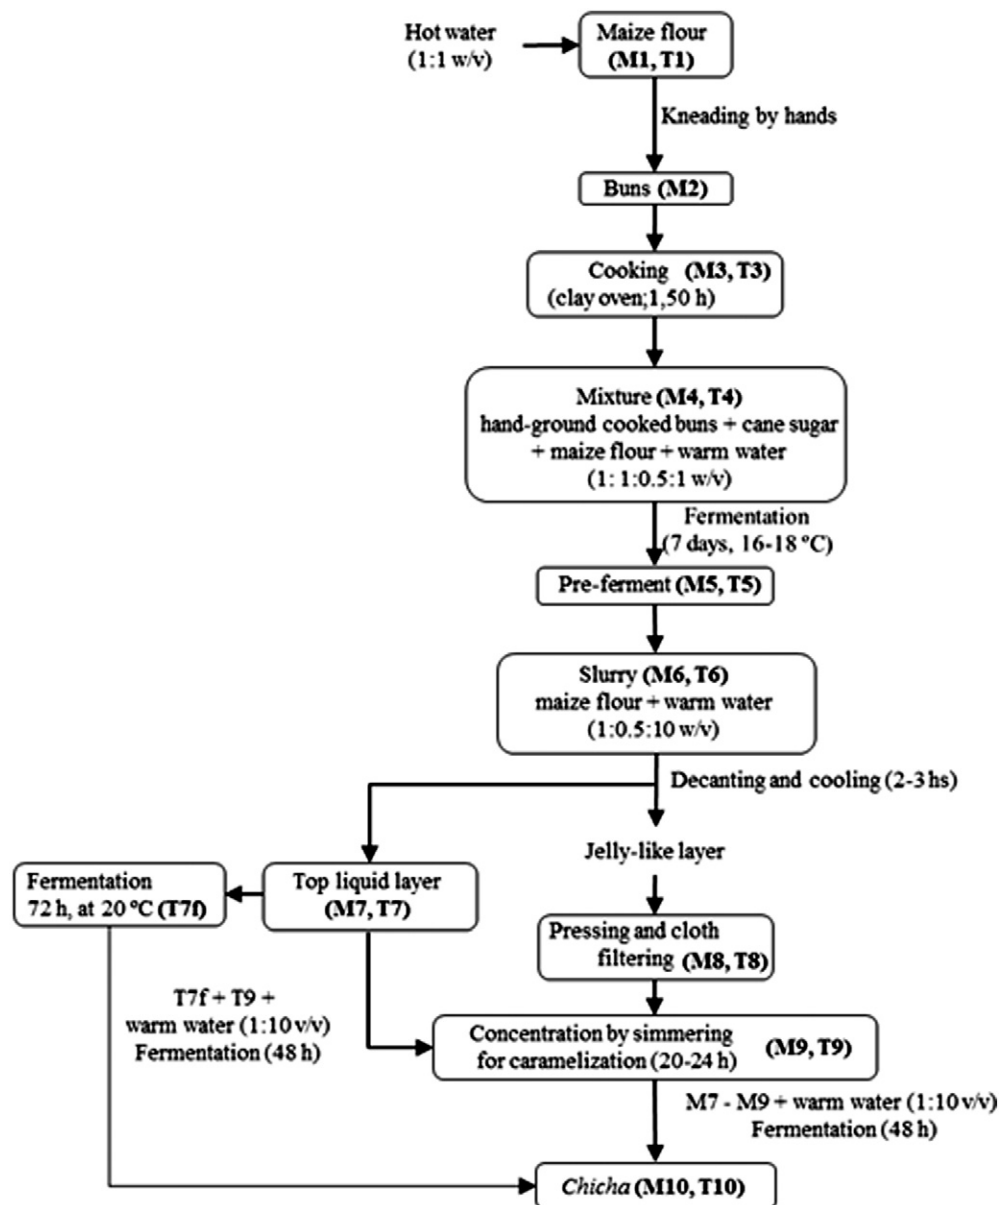 Hot water
(1:1 w/v)
Maize flour
(M1, T1)
Kneading by hands
Buns (M2)
Cooking (M3, T3)
(clay oven;1,50 h)
Mixture (M4, T4)
hand-ground cooked buns + cane sugar
+ maize flour + warm water
(1: 1:0.5:1 w/v)
Fermentation
(7 days, 16-18 ºC)
Pre-ferment (M5, T5)
Slurry (M6, T6)
maize flour + warm water
(1:0.5:10 w/v)
Decanting and cooling (2-3 hs)
Jelly-like layer
Fermentation
72 h, at 20 ºC (T7f)
Top liquid layer
(M7, T7)
Pressing and cloth
filtering (M8, T8)
T7f + T9 +
warm water (1:10 v/v)
Fermentation (48 h)
Concentration by simmering
for caramelization (20-24 h)
(M9, T9)
M7 - M9 + warm water (1:10 v/v)
Fermentation (48 h)
Chicha (M10, T10)